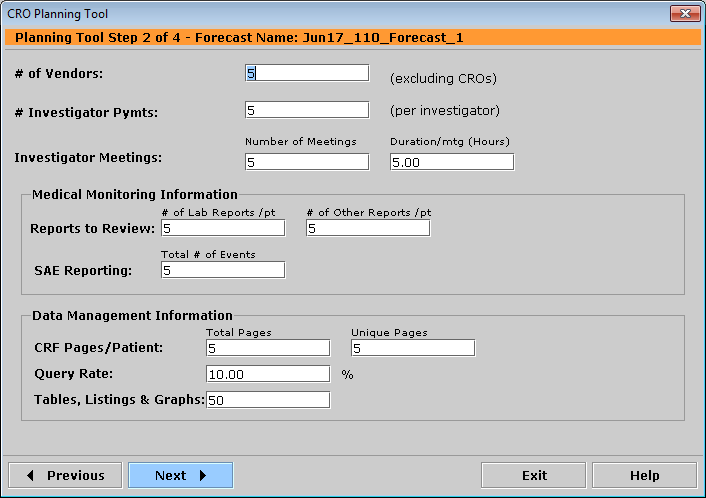 CRO Planning Tool
Planning Tool Step 2 of 4 - Forecast Name: Jun17_110_Forecast_1
# of Vendors: 5 (excluding CROs)
# Investigator Pymts: 5 (per investigator)
Number of Meetings Duration/mtg (Hours)
Investigator Meetings: 5 5.00
Medical Monitoring Information
# of Lab Reports /pt # of Other Reports /pt
Reports to Review: 5 5
Total # of Events
SAE Reporting: 5
Data Management Information
Total Pages Unique Pages
CRF Pages/Patient: 5 5
Query Rate: 10.00 %
Tables, Listings & Graphs: 50
Previous Next Exit Help